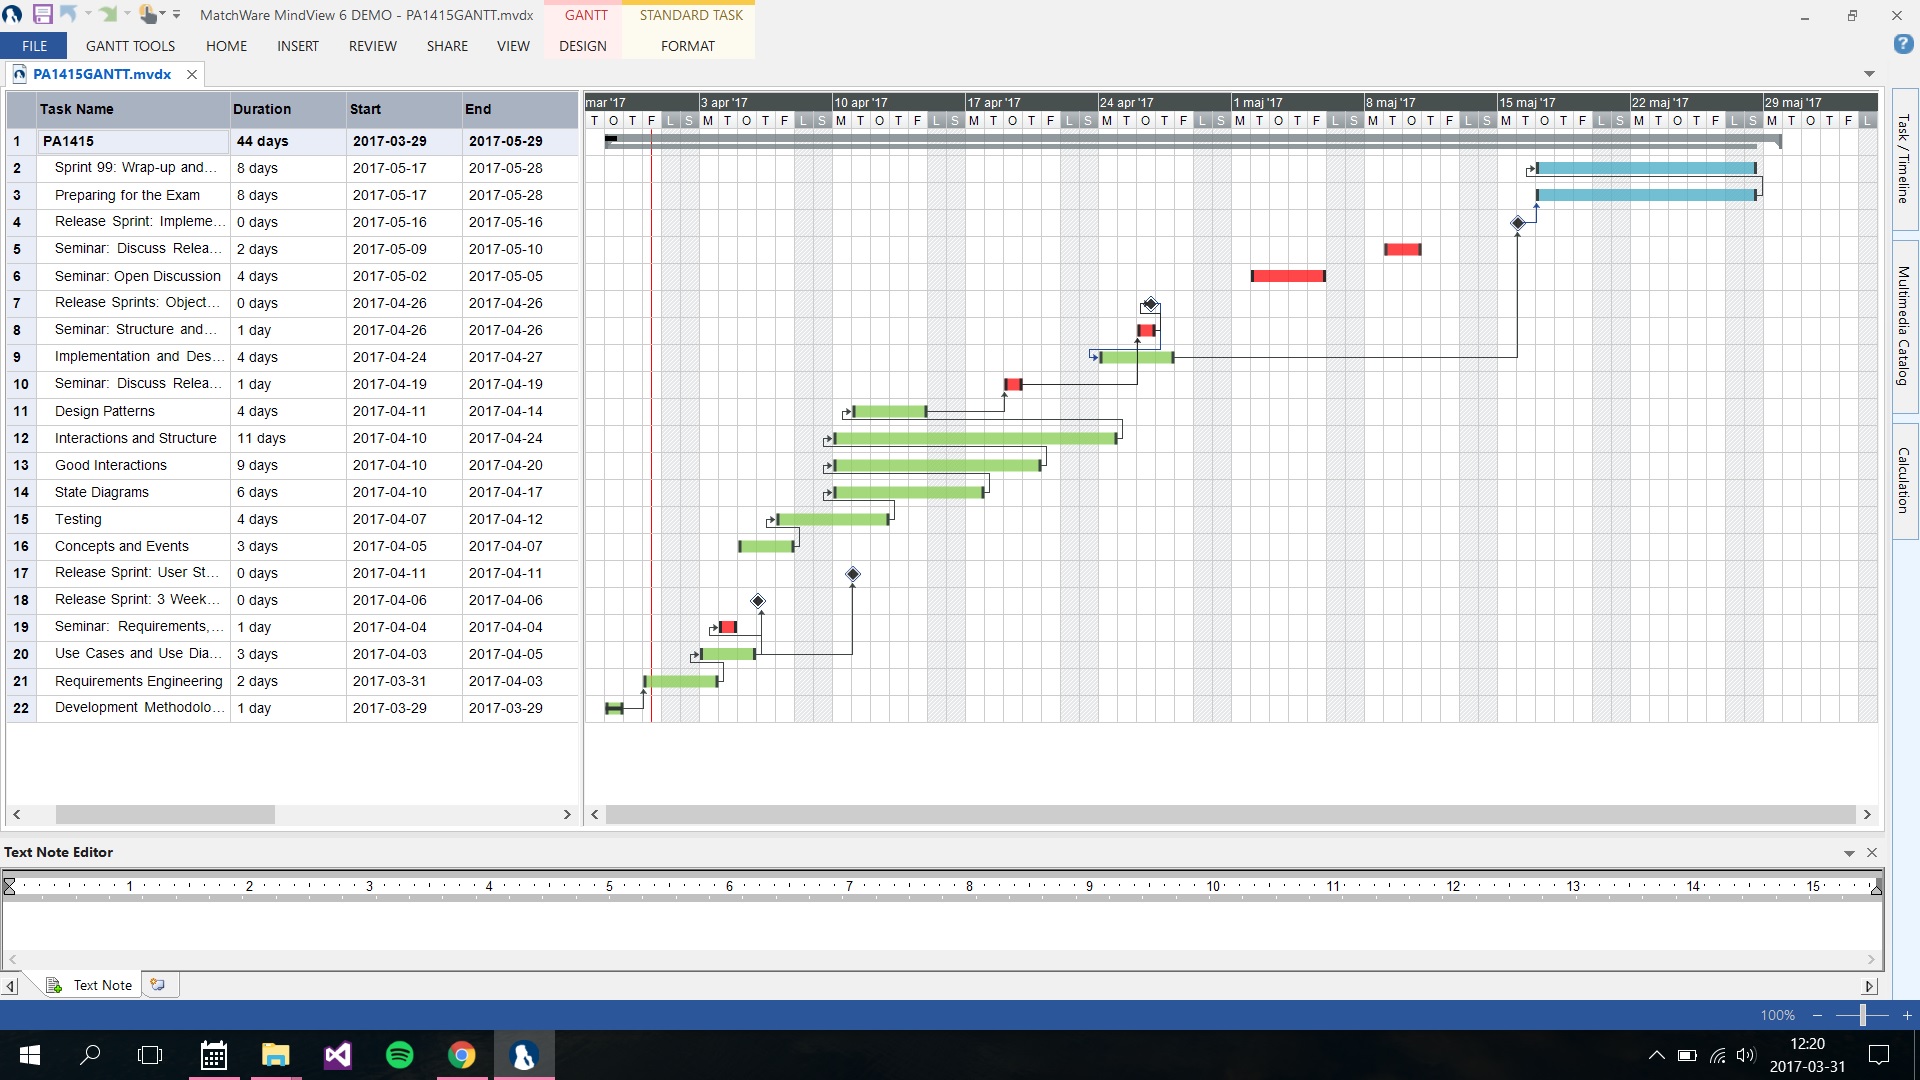 MatchWare MindView 6 DEMO - PA1415GANTT.mvdx
GANTT
STANDARD TASK
FILE
GANTT TOOLS
HOME
INSERT
REVIEW
SHARE
VIEW
DESIGN
FORMAT
PA1415GANTT.mvdx
Task Name Duration Start End
mar '17 3 apr '17 10 apr '17 17 apr '17 24 apr '17 1 maj '17 8 maj '17 15 maj '17 22 maj '17 29 maj '17
T O T F L S M T O T F L S M T O T F L S M T O T F L S M T O T F L S M T O T F L S M T O T F L S M T O T F L S M T O T F L S M T O T F L
1 PA1415 44 days 2017-03-29 2017-05-29
2 Sprint 99: Wrap-up and... 8 days 2017-05-17 2017-05-28
3 Preparing for the Exam 8 days 2017-05-17 2017-05-28
4 Release Sprint: Impleme... 0 days 2017-05-16 2017-05-16
5 Seminar: Discuss Relea... 2 days 2017-05-09 2017-05-10
6 Seminar: Open Discussion 4 days 2017-05-02 2017-05-05
7 Release Sprints: Object... 0 days 2017-04-26 2017-04-26
8 Seminar: Structure and... 1 day 2017-04-26 2017-04-26
9 Implementation and Des... 4 days 2017-04-24 2017-04-27
10 Seminar: Discuss Relea... 1 day 2017-04-19 2017-04-19
11 Design Patterns 4 days 2017-04-11 2017-04-14
12 Interactions and Structure 11 days 2017-04-10 2017-04-24
13 Good Interactions 9 days 2017-04-10 2017-04-20
14 State Diagrams 6 days 2017-04-10 2017-04-17
15 Testing 4 days 2017-04-07 2017-04-12
16 Concepts and Events 3 days 2017-04-05 2017-04-07
17 Release Sprint: User St... 0 days 2017-04-11 2017-04-11
18 Release Sprint: 3 Week... 0 days 2017-04-06 2017-04-06
19 Seminar: Requirements,... 1 day 2017-04-04 2017-04-04
20 Use Cases and Use Dia... 3 days 2017-04-03 2017-04-05
21 Requirements Engineering 2 days 2017-03-31 2017-04-03
22 Development Methodolo... 1 day 2017-03-29 2017-03-29
Task / Timeline
Multimedia Catalog
Calculation
Text Note Editor
1 2 3 4 5 6 7 8 9 10 11 12 13 14 15
Text Note
100%
12:20
2017-03-31